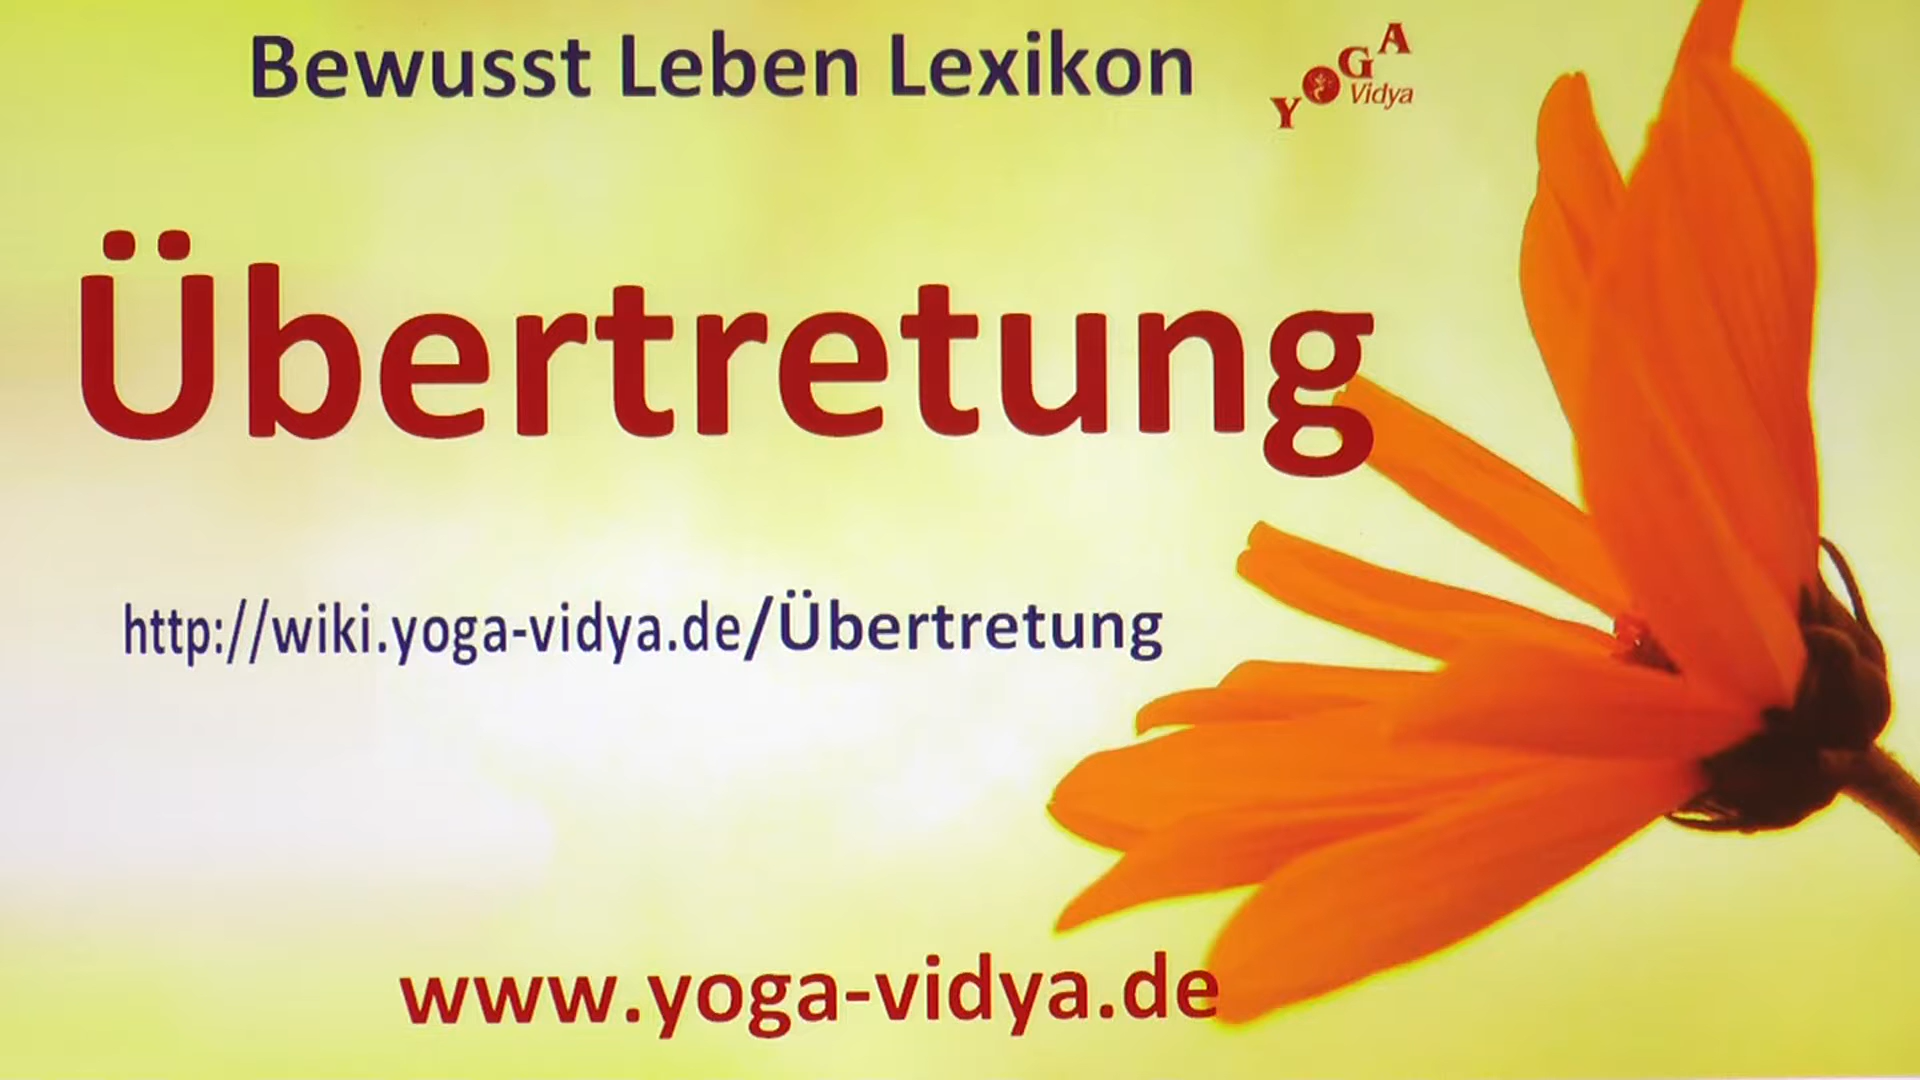 Bewusst Leben Lexikon
YOGA
Vidya
Übertretung
http://wiki.yoga-vidya.de/Übertretung
www.yoga-vidya.de